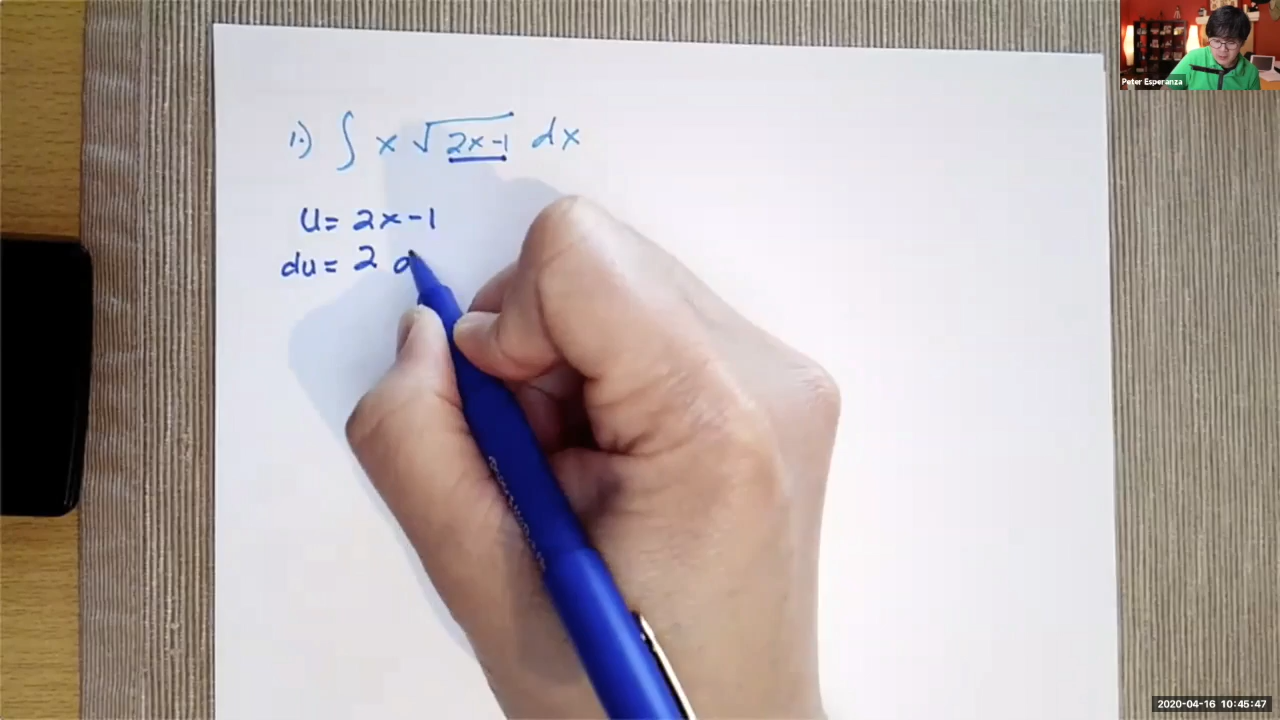 1.) ∫ x √2x-1 dx
u = 2x-1
du = 2 d
Peter Esperanza
2020-04-16 10:45:47